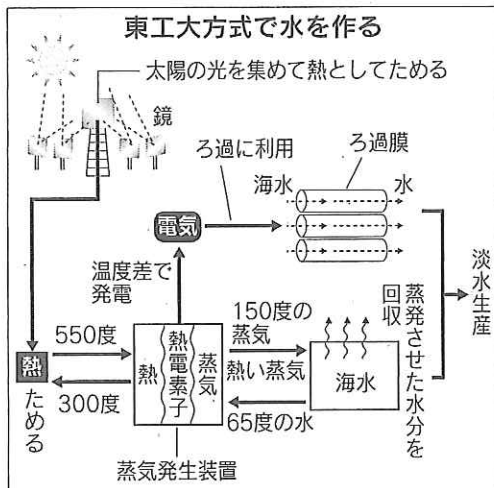 東工大方式で水を作る
太陽の光を集めて熱としてためる
鏡
ろ過に利用
ろ過膜
海水
水
電気
温度差で
発電
淡水生産
蒸発させた水分を
回収
550度
熱
ためる
300度
熱
熱電素子
蒸気
150度の
蒸気
熱い蒸気
65度の水
海水
蒸気発生装置